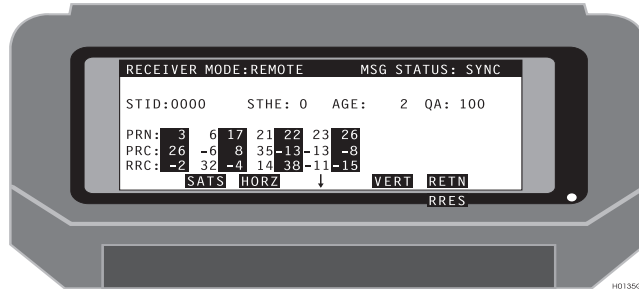 RECEIVER MODE:REMOTE MSG STATUS: SYNC
STID:0000 STHE: 0 AGE: 2 QA: 100
PRN: 3 6 17 21 22 23 26
PRC: 26 -6 8 35 -13 -13 -8
RRC: -2 32 -4 14 38 -11 -15
SATS HORZ ↓ VERT RETN
RRES